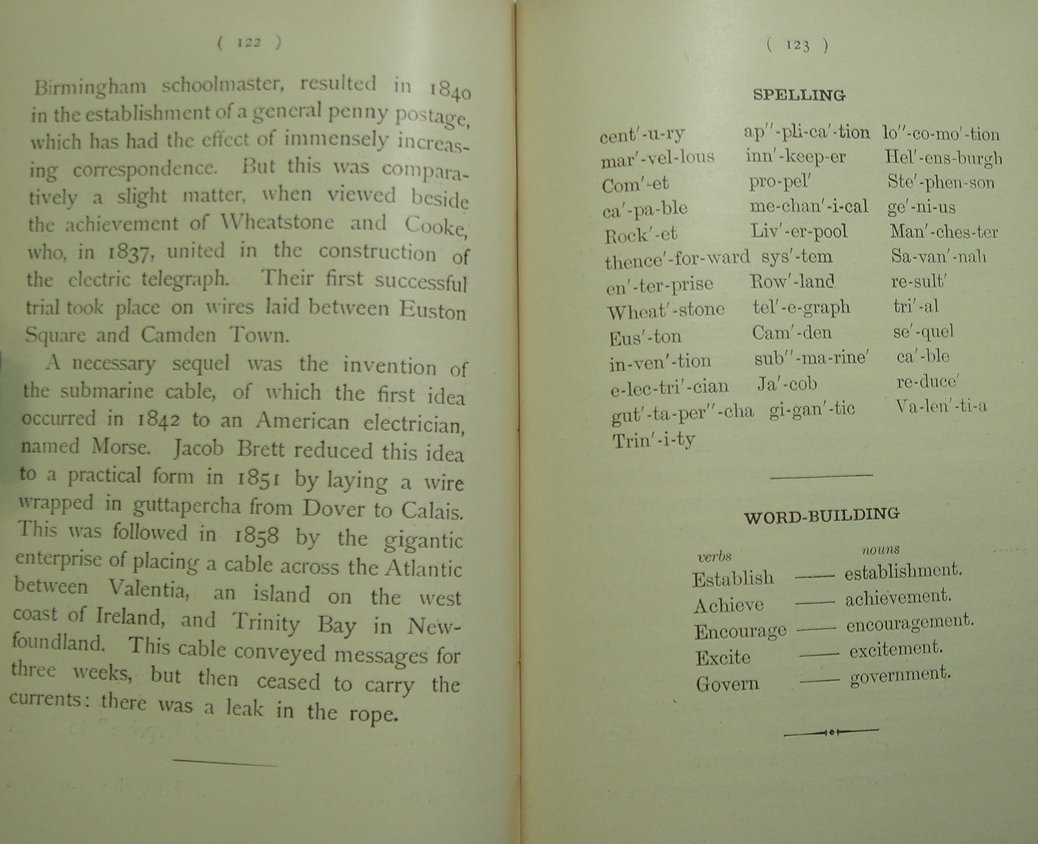 ( 122 )
Birmingham schoolmaster, resulted in 1840
in the establishment of a general penny postage,
which has had the effect of immensely increas-
ing correspondence. But this was compara-
tively a slight matter, when viewed beside
the achievement of Wheatstone and Cooke,
who, in 1837, united in the construction of
the electric telegraph. Their first successful
trial took place on wires laid between Euston
Square and Camden Town.
A necessary sequel was the invention of
the submarine cable, of which the first idea
occurred in 1842 to an American electrician,
named Morse. Jacob Brett reduced this idea
to a practical form in 1851 by laying a wire
wrapped in guttapercha from Dover to Calais.
This was followed in 1858 by the gigantic
enterprise of placing a cable across the Atlantic
between Valentia, an island on the west
coast of Ireland, and Trinity Bay in New-
foundland. This cable conveyed messages for
three weeks, but then ceased to carry the
currents: there was a leak in the rope.
( 123 )
SPELLING
cent'-u-ry ap"-pli-ca'-tion lo"-co-mo'-tion
mar'-vel-lous inn'-keep-er Hel'-ens-burgh
Com'-et pro-pel' Ste'-phen-son
ca'-pa-ble me-chan'-i-cal ge'-ni-us
Rock'-et Liv'-er-pool Man'-ches-ter
thence'-for-ward sys'-tem Sa-van'-nah
en'-ter-prise Row'-land re-sult'
Wheat'-stone tel'-e-graph tri'-al
Eus'-ton Cam'-den se'-quel
in-ven'-tion sub"-ma-rine' ca'-ble
e-lec-tri'-cian Ja'-cob re-duce'
gut'-ta-per"-cha gi-gan'-tic Va-len'-ti-a
Trin'-i-ty
WORD-BUILDING
verbs nouns
Establish — establishment.
Achieve — achievement.
Encourage — encouragement.
Excite — excitement.
Govern — government.